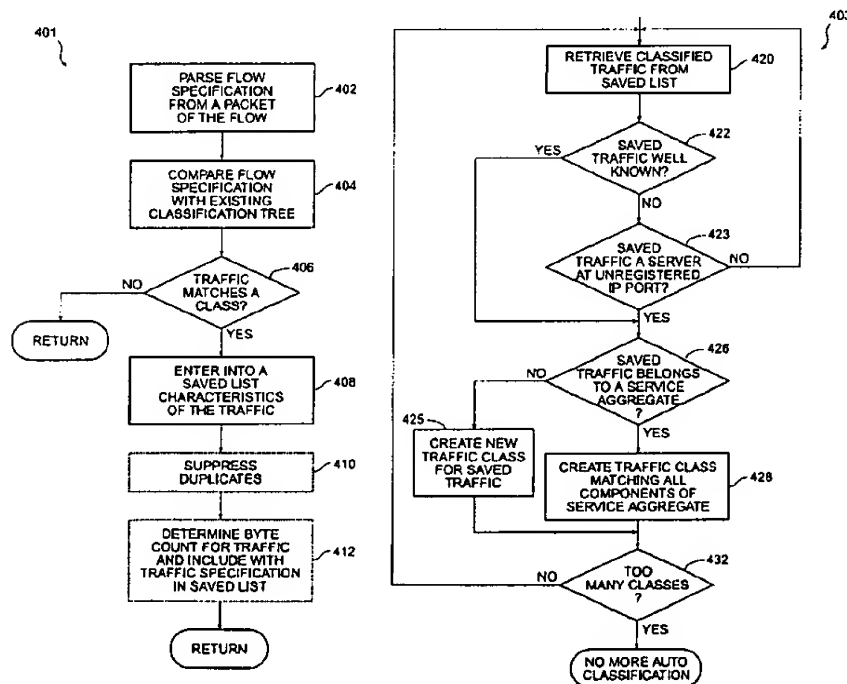 401
PARSE FLOW
SPECIFICATION
FROM A PACKET
OF THE FLOW
402
COMPARE FLOW
SPECIFICATION
WITH EXISTING
CLASSIFICATION TREE
404
TRAFFIC
MATCHES A
CLASS?
406
NO
YES
RETURN
ENTER INTO A
SAVED LIST
CHARACTERISTICS
OF THE TRAFFIC
408
SUPPRESS
DUPLICATES
410
DETERMINE BYTE
COUNT FOR TRAFFIC
AND INCLUDE WITH
TRAFFIC SPECIFICATION
IN SAVED LIST
412
RETURN
403
RETRIEVE CLASSIFIED
TRAFFIC FROM
SAVED LIST
420
SAVED
TRAFFIC WELL
KNOWN?
422
YES
NO
SAVED
TRAFFIC A SERVER
AT UNREGISTERED
IP PORT?
423
NO
YES
SAVED
TRAFFIC BELONGS
TO A SERVICE
AGGREGATE
?
426
NO
YES
425
CREATE NEW
TRAFFIC CLASS
FOR SAVED
TRAFFIC
CREATE TRAFFIC CLASS
MATCHING ALL
COMPONENTS OF
SERVICE AGGREGATE
428
TOO
MANY CLASSES
?
432
NO
YES
NO MORE AUTO
CLASSIFICATION